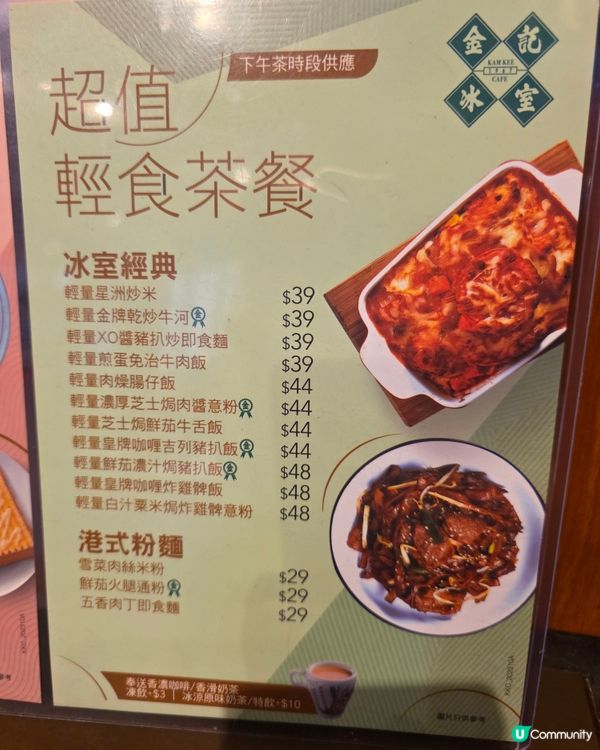 下午茶時段供應
金記冰室
KAM KEE
1967
CAFE
超值
輕食茶餐
冰室經典
輕量星洲炒米 $39
輕量金牌乾炒牛河 $39
輕量XO醬豬扒炒即食麵 $39
輕量煎蛋免治牛肉飯 $39
輕量肉燥腸仔飯 $44
輕量濃厚芝士焗肉醬意粉 $44
輕量芝士焗鮮茄牛舌飯 $44
輕量皇牌咖喱吉列豬扒飯 $44
輕量鮮茄濃汁焗豬扒飯 $48
輕量皇牌咖喱炸雞髀飯 $48
輕量白汁粟米焗炸雞髀意粉 $48
港式粉麵
雪菜肉絲米粉 $29
鮮茄火腿通粉 $29
五香肉丁即食麵 $29
奉送香濃咖啡/香滑奶茶
凍飲+$3 | 冰涼原味奶茶/特飲+$10
圖片只供參考
U Community